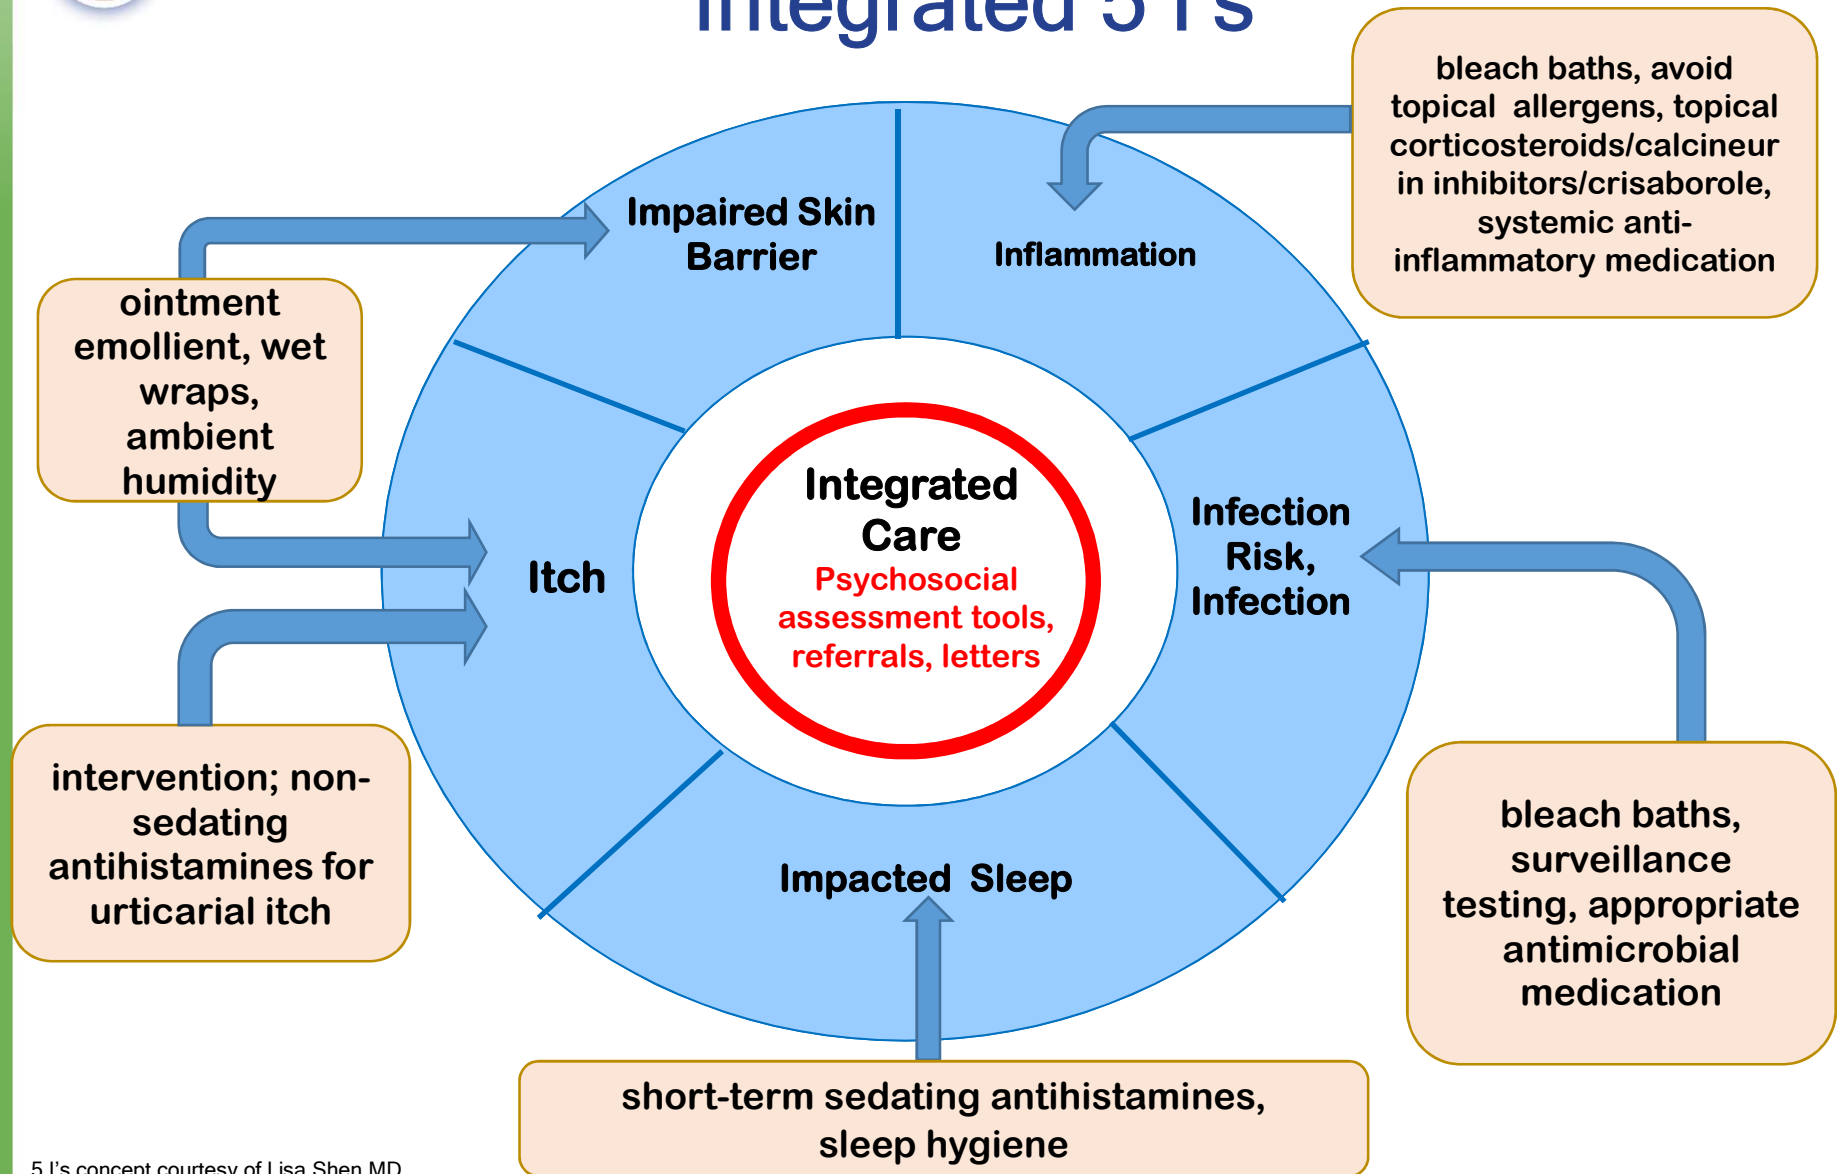 Integrated 5 I's
bleach baths, avoid
topical allergens, topical
corticosteroids/calcineur
in inhibitors/crisaborole,
systemic anti-
inflammatory medication
Impaired Skin
Barrier
Inflammation
ointment
emollient, wet
wraps,
ambient
humidity
Integrated
Care
Psychosocial
assessment tools,
referrals, letters
Infection
Risk,
Infection
Itch
intervention; non-
sedating
antihistamines for
urticarial itch
bleach baths,
surveillance
testing, appropriate
antimicrobial
medication
Impacted Sleep
short-term sedating antihistamines,
sleep hygiene
5 I's concept courtesy of Lisa Shen MD